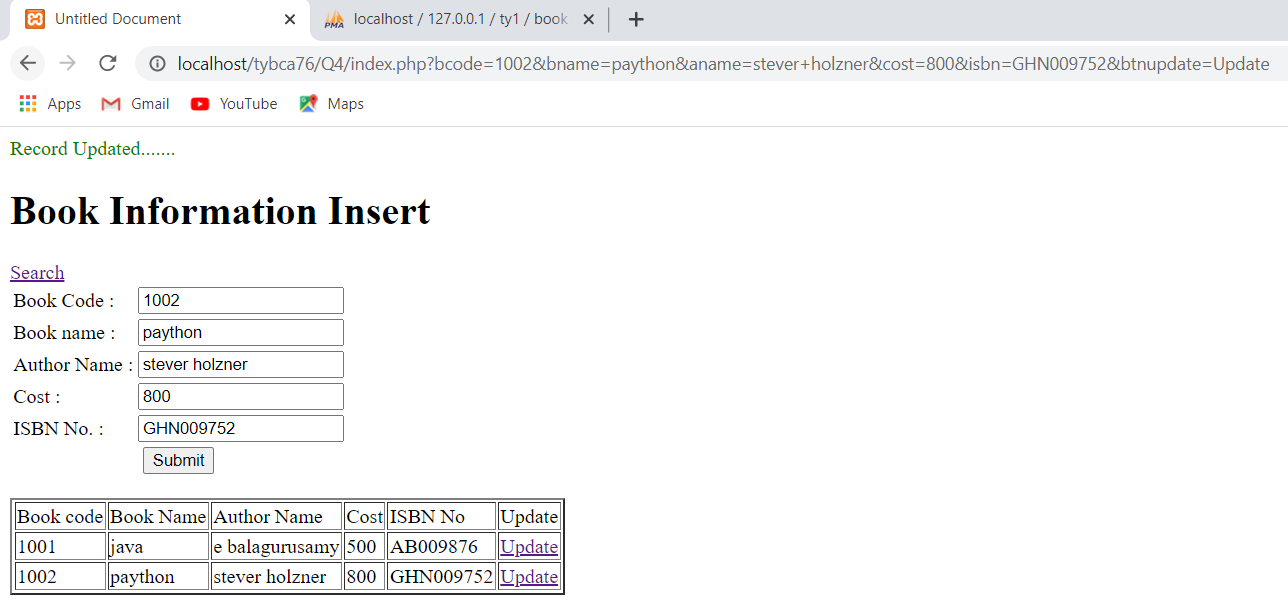 Untitled Document
PMA localhost / 127.0.0.1 / ty1 / book
localhost/tybca76/Q4/index.php?bcode=1002&bname=paython&aname=stever+holzner&cost=800&isbn=GHN009752&btnupdate=Update
Apps Gmail YouTube Maps
Record Updated.......
Book Information Insert
Search
Book Code : 1002
Book name : paython
Author Name : stever holzner
Cost : 800
ISBN No. : GHN009752
Submit
Book code Book Name Author Name Cost ISBN No Update
1001 java e balagurusamy 500 AB009876 Update
1002 paython stever holzner 800 GHN009752 Update